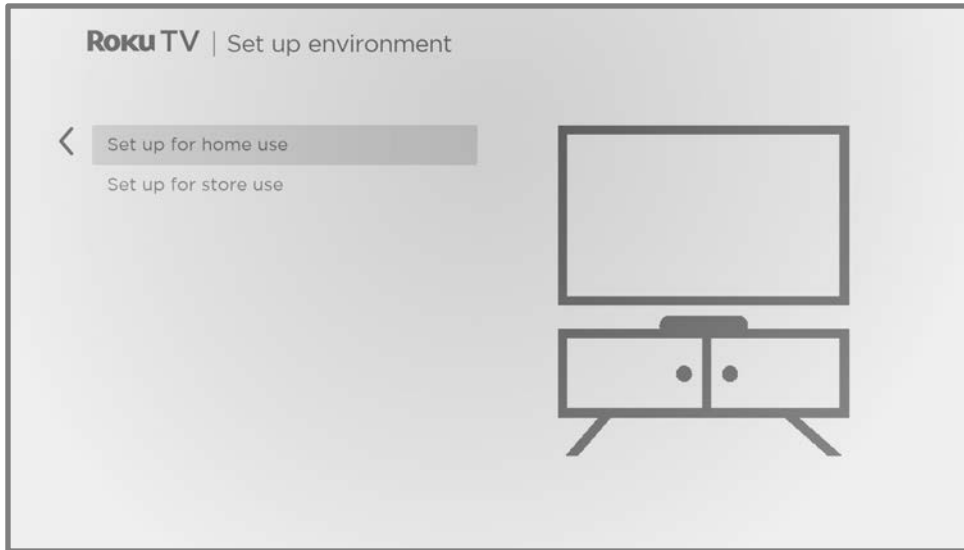 Roku TV | Set up environment
Set up for home use
Set up for store use